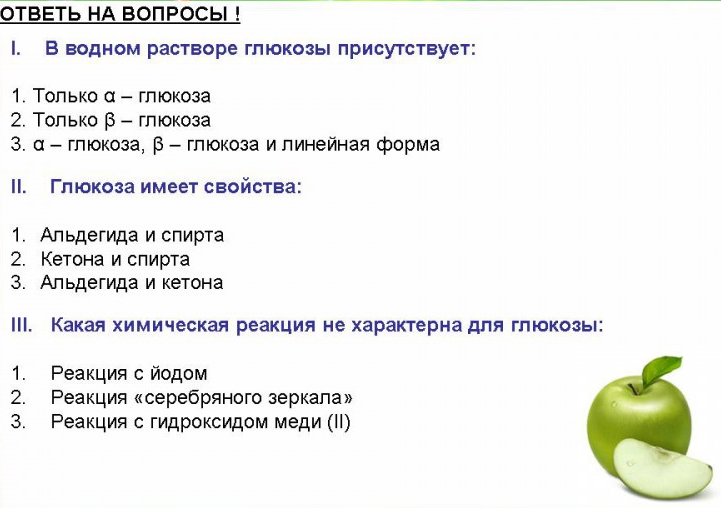 ОТВЕТЬ НА ВОПРОСЫ !
I. В водном растворе глюкозы присутствует:
1. Только α – глюкоза
2. Только β – глюкоза
3. α – глюкоза, β – глюкоза и линейная форма
II. Глюкоза имеет свойства:
1. Альдегида и спирта
2. Кетона и спирта
3. Альдегида и кетона
III. Какая химическая реакция не характерна для глюкозы:
1. Реакция с йодом
2. Реакция «серебряного зеркала»
3. Реакция с гидроксидом меди (II)